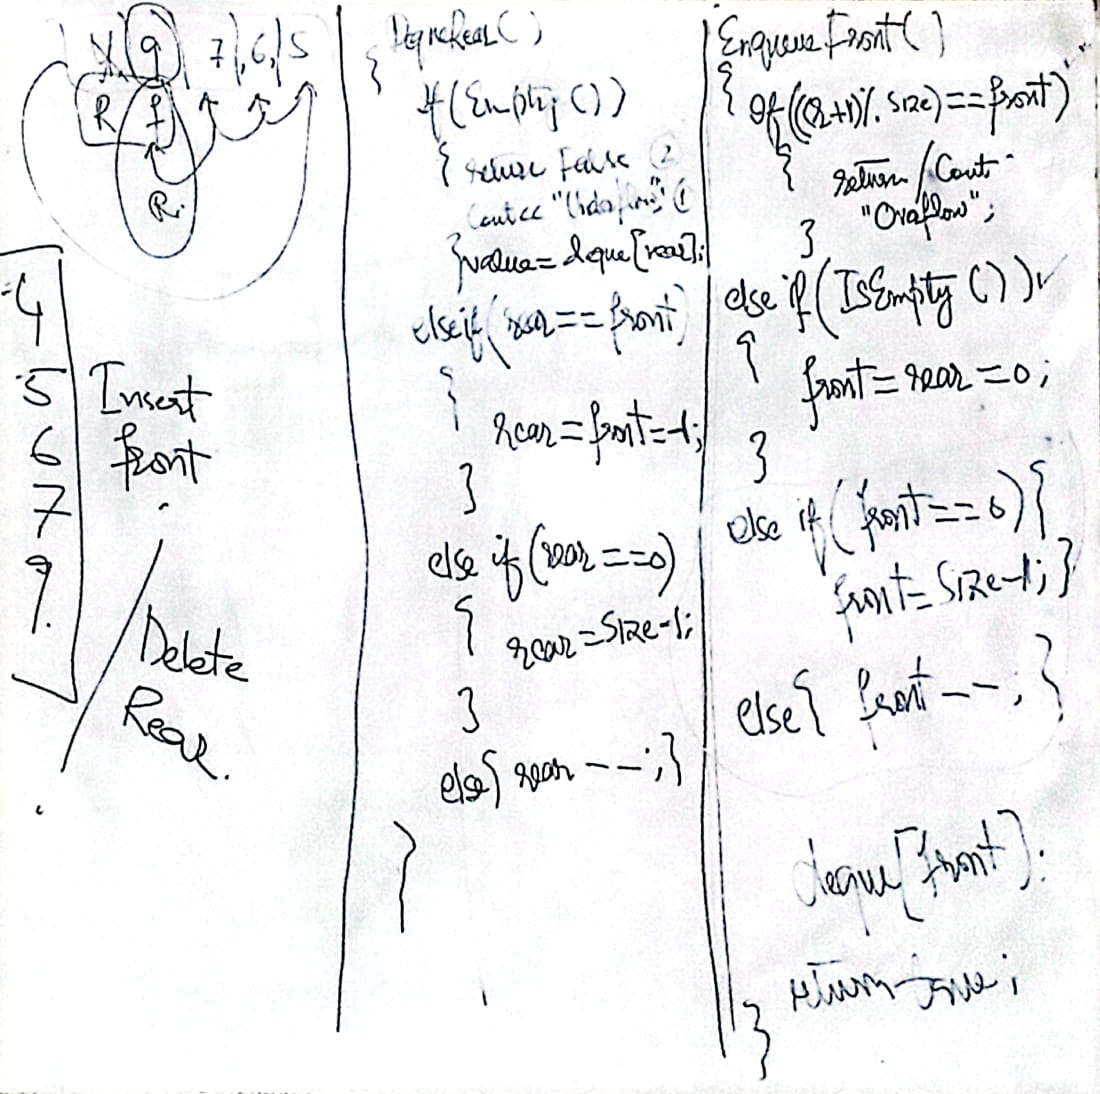 9 7, 6, 5
R f
R.
4
5
6
7
9.
Insert
front
Delete
Rear.
DequeRear()
{
if(Empty())
{ return False ②
Cout<< "Underflow" ①
} value = deque[rear];
elseif(rear==front)
{
rear=front=-1;
}
else if(rear==0)
{ rear=Size-1;
}
else{ rear--;}
}
Enqueue Front()
{ If((r+1)%.size)==front)
{ return/Cout
"Overflow";
}
else if(IsEmpty())
{ front=rear=0;
}
else if(front==0){
front=Size-1;}
else{ front--; }
deque[front]:
return true;
}